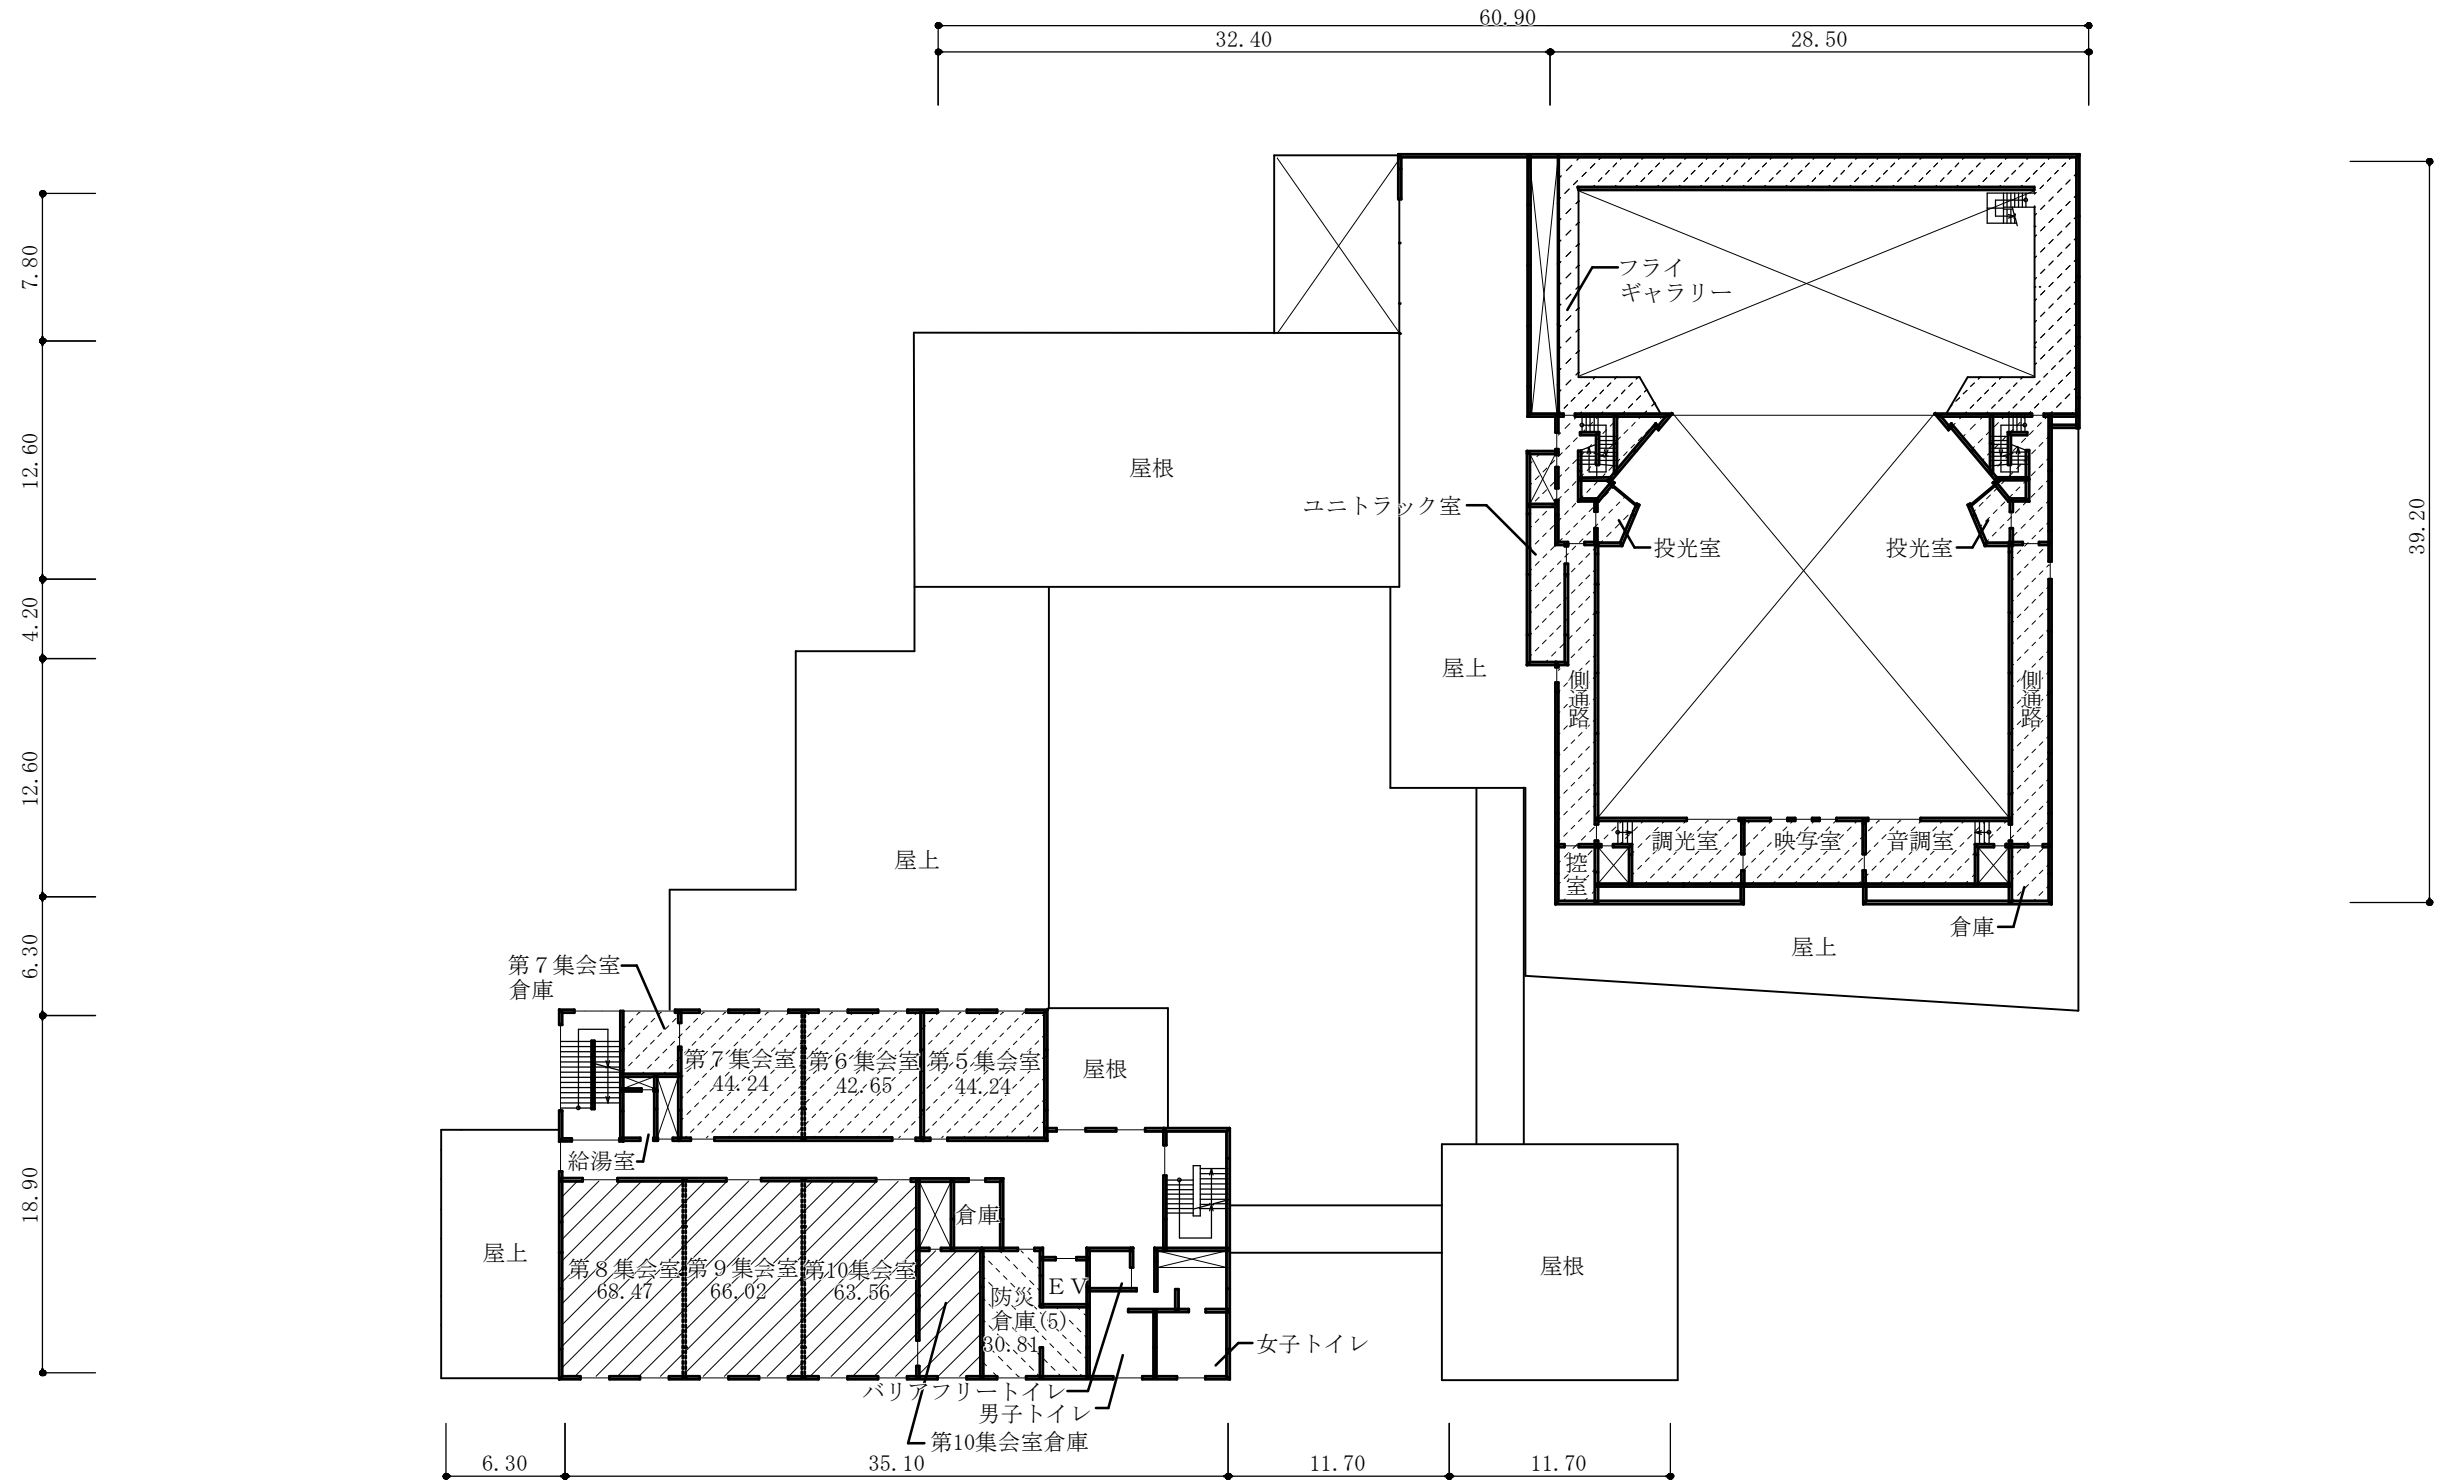 60.90
32.40
28.50
7.80
12.60
4.20
12.60
6.30
18.90
39.20
フライ
ギャラリー
屋根
ユニトラック室
投光室
投光室
屋上
側通路
側通路
調光室
映写室
音調室
控室
倉庫
屋上
屋上
第７集会室
倉庫
第７集会室
44.24
第６集会室
42.65
第５集会室
44.24
屋根
給湯室
倉庫
屋上
第８集会室
68.47
第９集会室
66.02
第10集会室
63.56
防災
倉庫(5)
30.81
ＥＶ
屋根
女子トイレ
バリアフリートイレ
男子トイレ
第10集会室倉庫
6.30
35.10
11.70
11.70